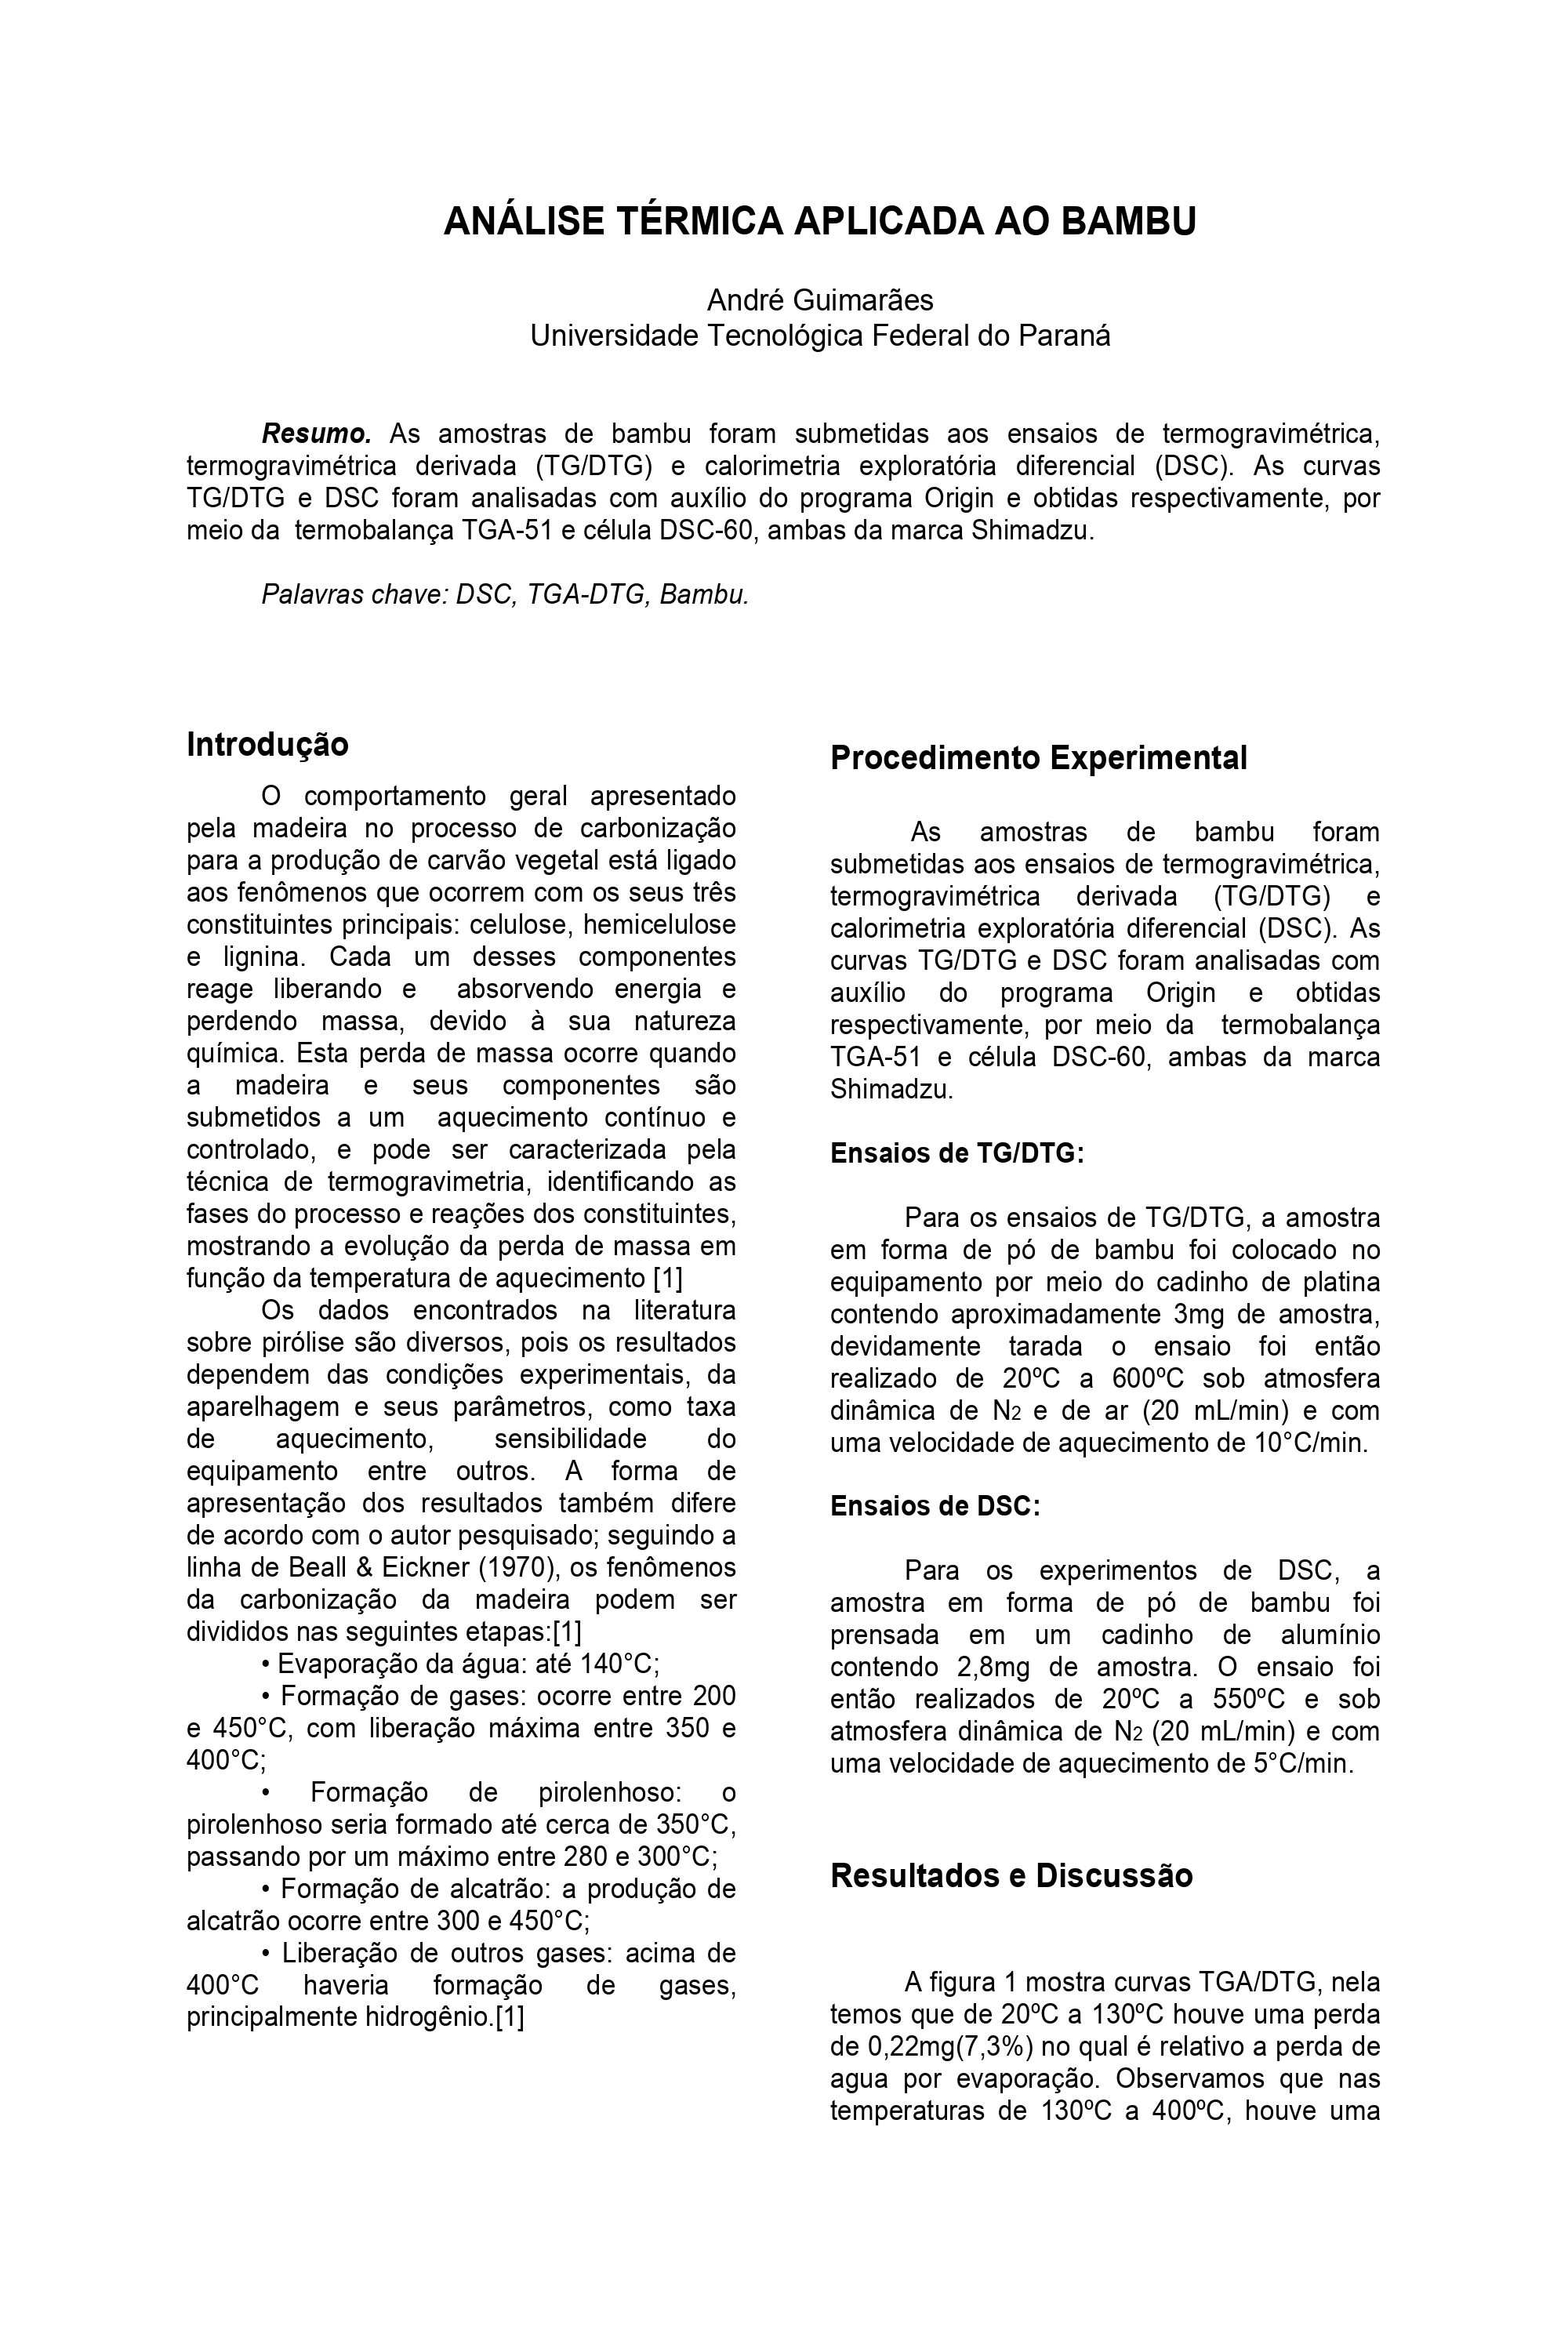 ANÁLISE TÉRMICA APLICADA AO BAMBU
André Guimarães
Universidade Tecnológica Federal do Paraná
Resumo. As amostras de bambu foram submetidas aos ensaios de termogravimétrica,
termogravimétrica derivada (TG/DTG) e calorimetria exploratória diferencial (DSC). As curvas
TG/DTG e DSC foram analisadas com auxílio do programa Origin e obtidas respectivamente, por
meio da termobalança TGA-51 e célula DSC-60, ambas da marca Shimadzu.
Palavras chave: DSC, TGA-DTG, Bambu.
Introdução
O comportamento geral apresentado
pela madeira no processo de carbonização
para a produção de carvão vegetal está ligado
aos fenômenos que ocorrem com os seus três
constituintes principais: celulose, hemicelulose
e lignina. Cada um desses componentes
reage liberando e absorvendo energia e
perdendo massa, devido à sua natureza
química. Esta perda de massa ocorre quando
a madeira e seus componentes são
submetidos a um aquecimento contínuo e
controlado, e pode ser caracterizada pela
técnica de termogravimetria, identificando as
fases do processo e reações dos constituintes,
mostrando a evolução da perda de massa em
função da temperatura de aquecimento [1]
Os dados encontrados na literatura
sobre pirólise são diversos, pois os resultados
dependem das condições experimentais, da
aparelhagem e seus parâmetros, como taxa
de aquecimento, sensibilidade do
equipamento entre outros. A forma de
apresentação dos resultados também difere
de acordo com o autor pesquisado; seguindo a
linha de Beall & Eickner (1970), os fenômenos
da carbonização da madeira podem ser
divididos nas seguintes etapas:[1]
• Evaporação da água: até 140°C;
• Formação de gases: ocorre entre 200
e 450°C, com liberação máxima entre 350 e
400°C;
• Formação de pirolenhoso: o
pirolenhoso seria formado até cerca de 350°C,
passando por um máximo entre 280 e 300°C;
• Formação de alcatrão: a produção de
alcatrão ocorre entre 300 e 450°C;
• Liberação de outros gases: acima de
400°C haveria formação de gases,
principalmente hidrogênio.[1]
Procedimento Experimental
As amostras de bambu foram
submetidas aos ensaios de termogravimétrica,
termogravimétrica derivada (TG/DTG) e
calorimetria exploratória diferencial (DSC). As
curvas TG/DTG e DSC foram analisadas com
auxílio do programa Origin e obtidas
respectivamente, por meio da termobalança
TGA-51 e célula DSC-60, ambas da marca
Shimadzu.
Ensaios de TG/DTG:
Para os ensaios de TG/DTG, a amostra
em forma de pó de bambu foi colocado no
equipamento por meio do cadinho de platina
contendo aproximadamente 3mg de amostra,
devidamente tarada o ensaio foi então
realizado de 20ºC a 600ºC sob atmosfera
dinâmica de N2 e de ar (20 mL/min) e com
uma velocidade de aquecimento de 10°C/min.
Ensaios de DSC:
Para os experimentos de DSC, a
amostra em forma de pó de bambu foi
prensada em um cadinho de alumínio
contendo 2,8mg de amostra. O ensaio foi
então realizados de 20ºC a 550ºC e sob
atmosfera dinâmica de N2 (20 mL/min) e com
uma velocidade de aquecimento de 5°C/min.
Resultados e Discussão
A figura 1 mostra curvas TGA/DTG, nela
temos que de 20ºC a 130ºC houve uma perda
de 0,22mg(7,3%) no qual é relativo a perda de
agua por evaporação. Observamos que nas
temperaturas de 130ºC a 400ºC, houve uma